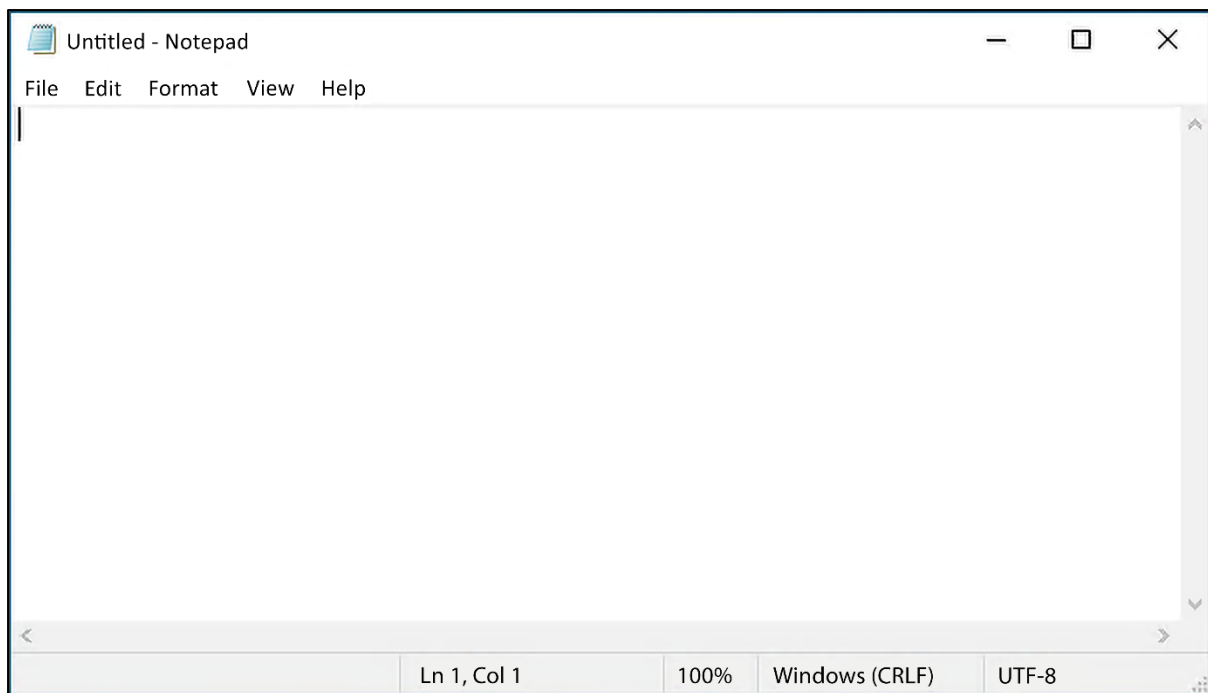 Untitled - Notepad
File Edit Format View Help
Ln 1, Col 1 100% Windows (CRLF) UTF-8